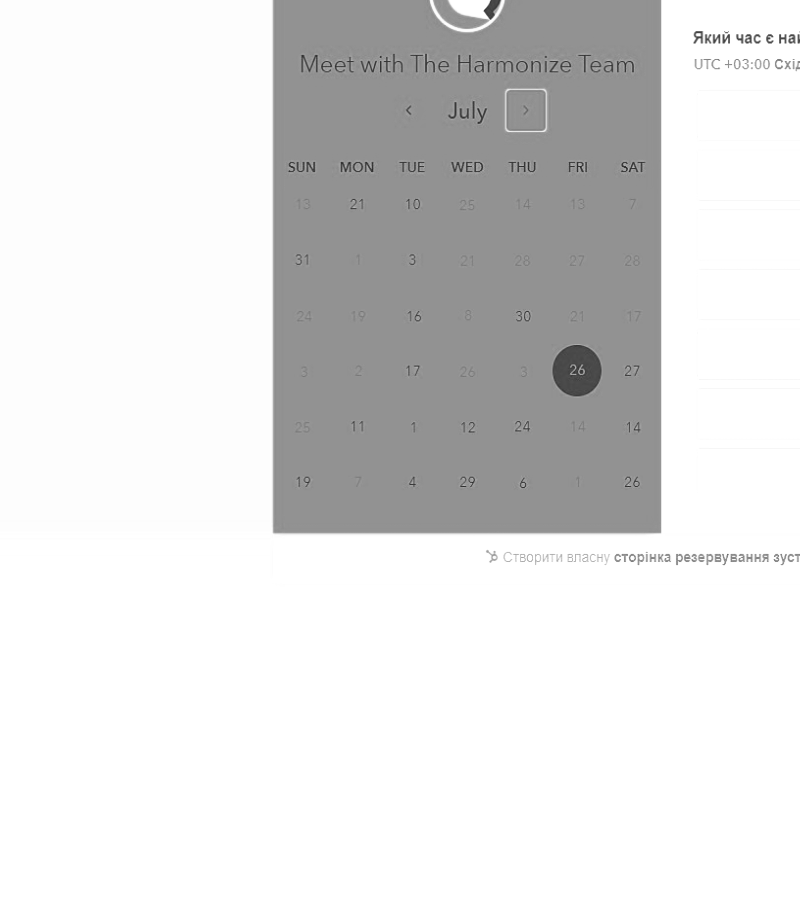 Meet with The Harmonize Team
July
SUN MON TUE WED THU FRI SAT
13 21 10 25 14 13 7
31 1 3 21 28 27 28
24 19 16 8 30 21 17
3 2 17 26 3 26 27
25 11 1 12 24 14 14
19 7 4 29 6 1 26
Який час є най
UTC +03:00 Схід
Створити власну сторінка резервування зуст